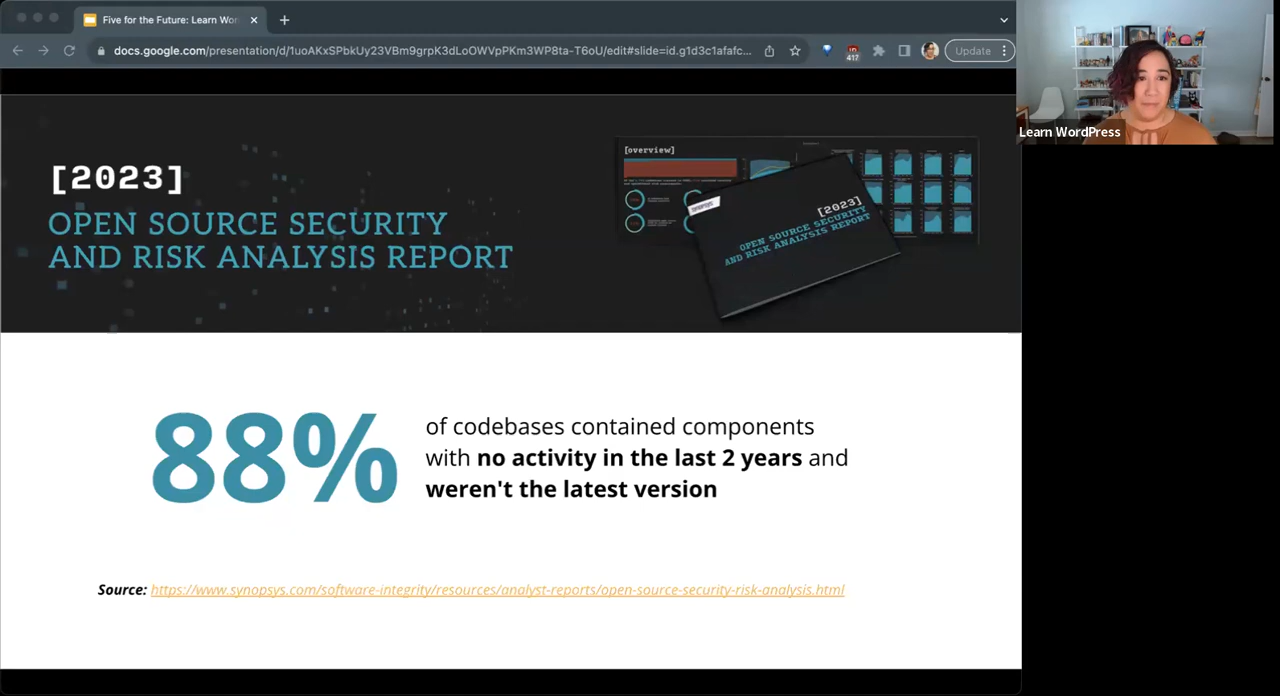 Five for the Future: Learn Wor
docs.google.com/presentation/d/1uoAKxSPbkUy23VBm9grpK3dLoOWVpPKm3WP8ta-T6oU/edit#slide=id.g1d3c1afafc...
417
Update
Learn WordPress
[2023]
OPEN SOURCE SECURITY
AND RISK ANALYSIS REPORT
[overview]
[2023]
OPEN SOURCE SECURITY
AND RISK ANALYSIS REPORT
88%
of codebases contained components
with no activity in the last 2 years and
weren't the latest version
Source: https://www.synopsys.com/software-integrity/resources/analyst-reports/open-source-security-risk-analysis.html